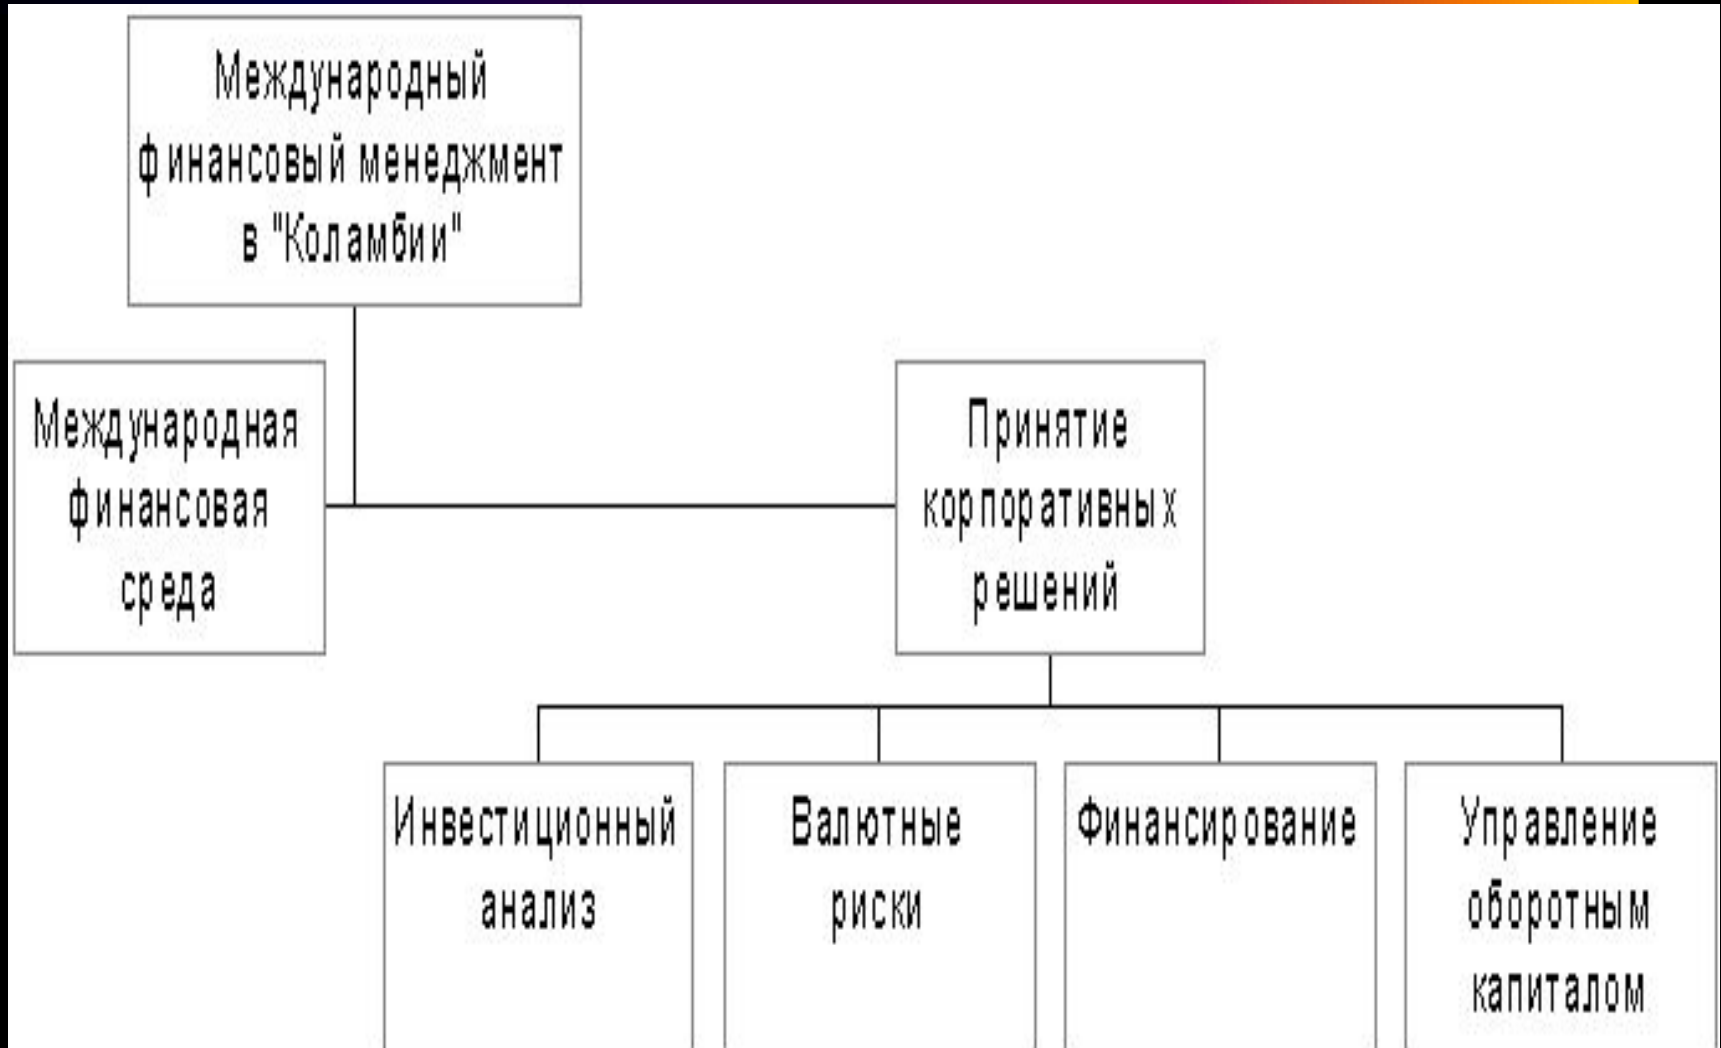 Международный
финансовый менеджмент
в "Коламбии"
Международная
финансовая
среда
Принятие
корпоративных
решений
Инвестиционный
анализ
Валютные
риски
Финансирование
Управление
оборотным
капиталом